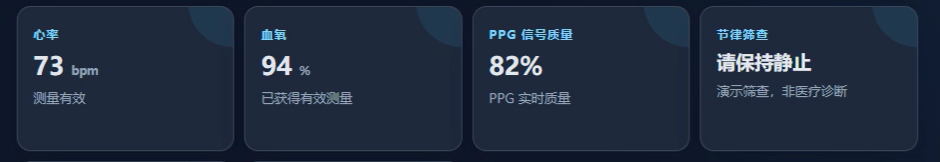 心率
73 bpm
测量有效
血氧
94 %
已获得有效测量
PPG 信号质量
82%
PPG 实时质量
节律筛查
请保持静止
演示筛查，非医疗诊断